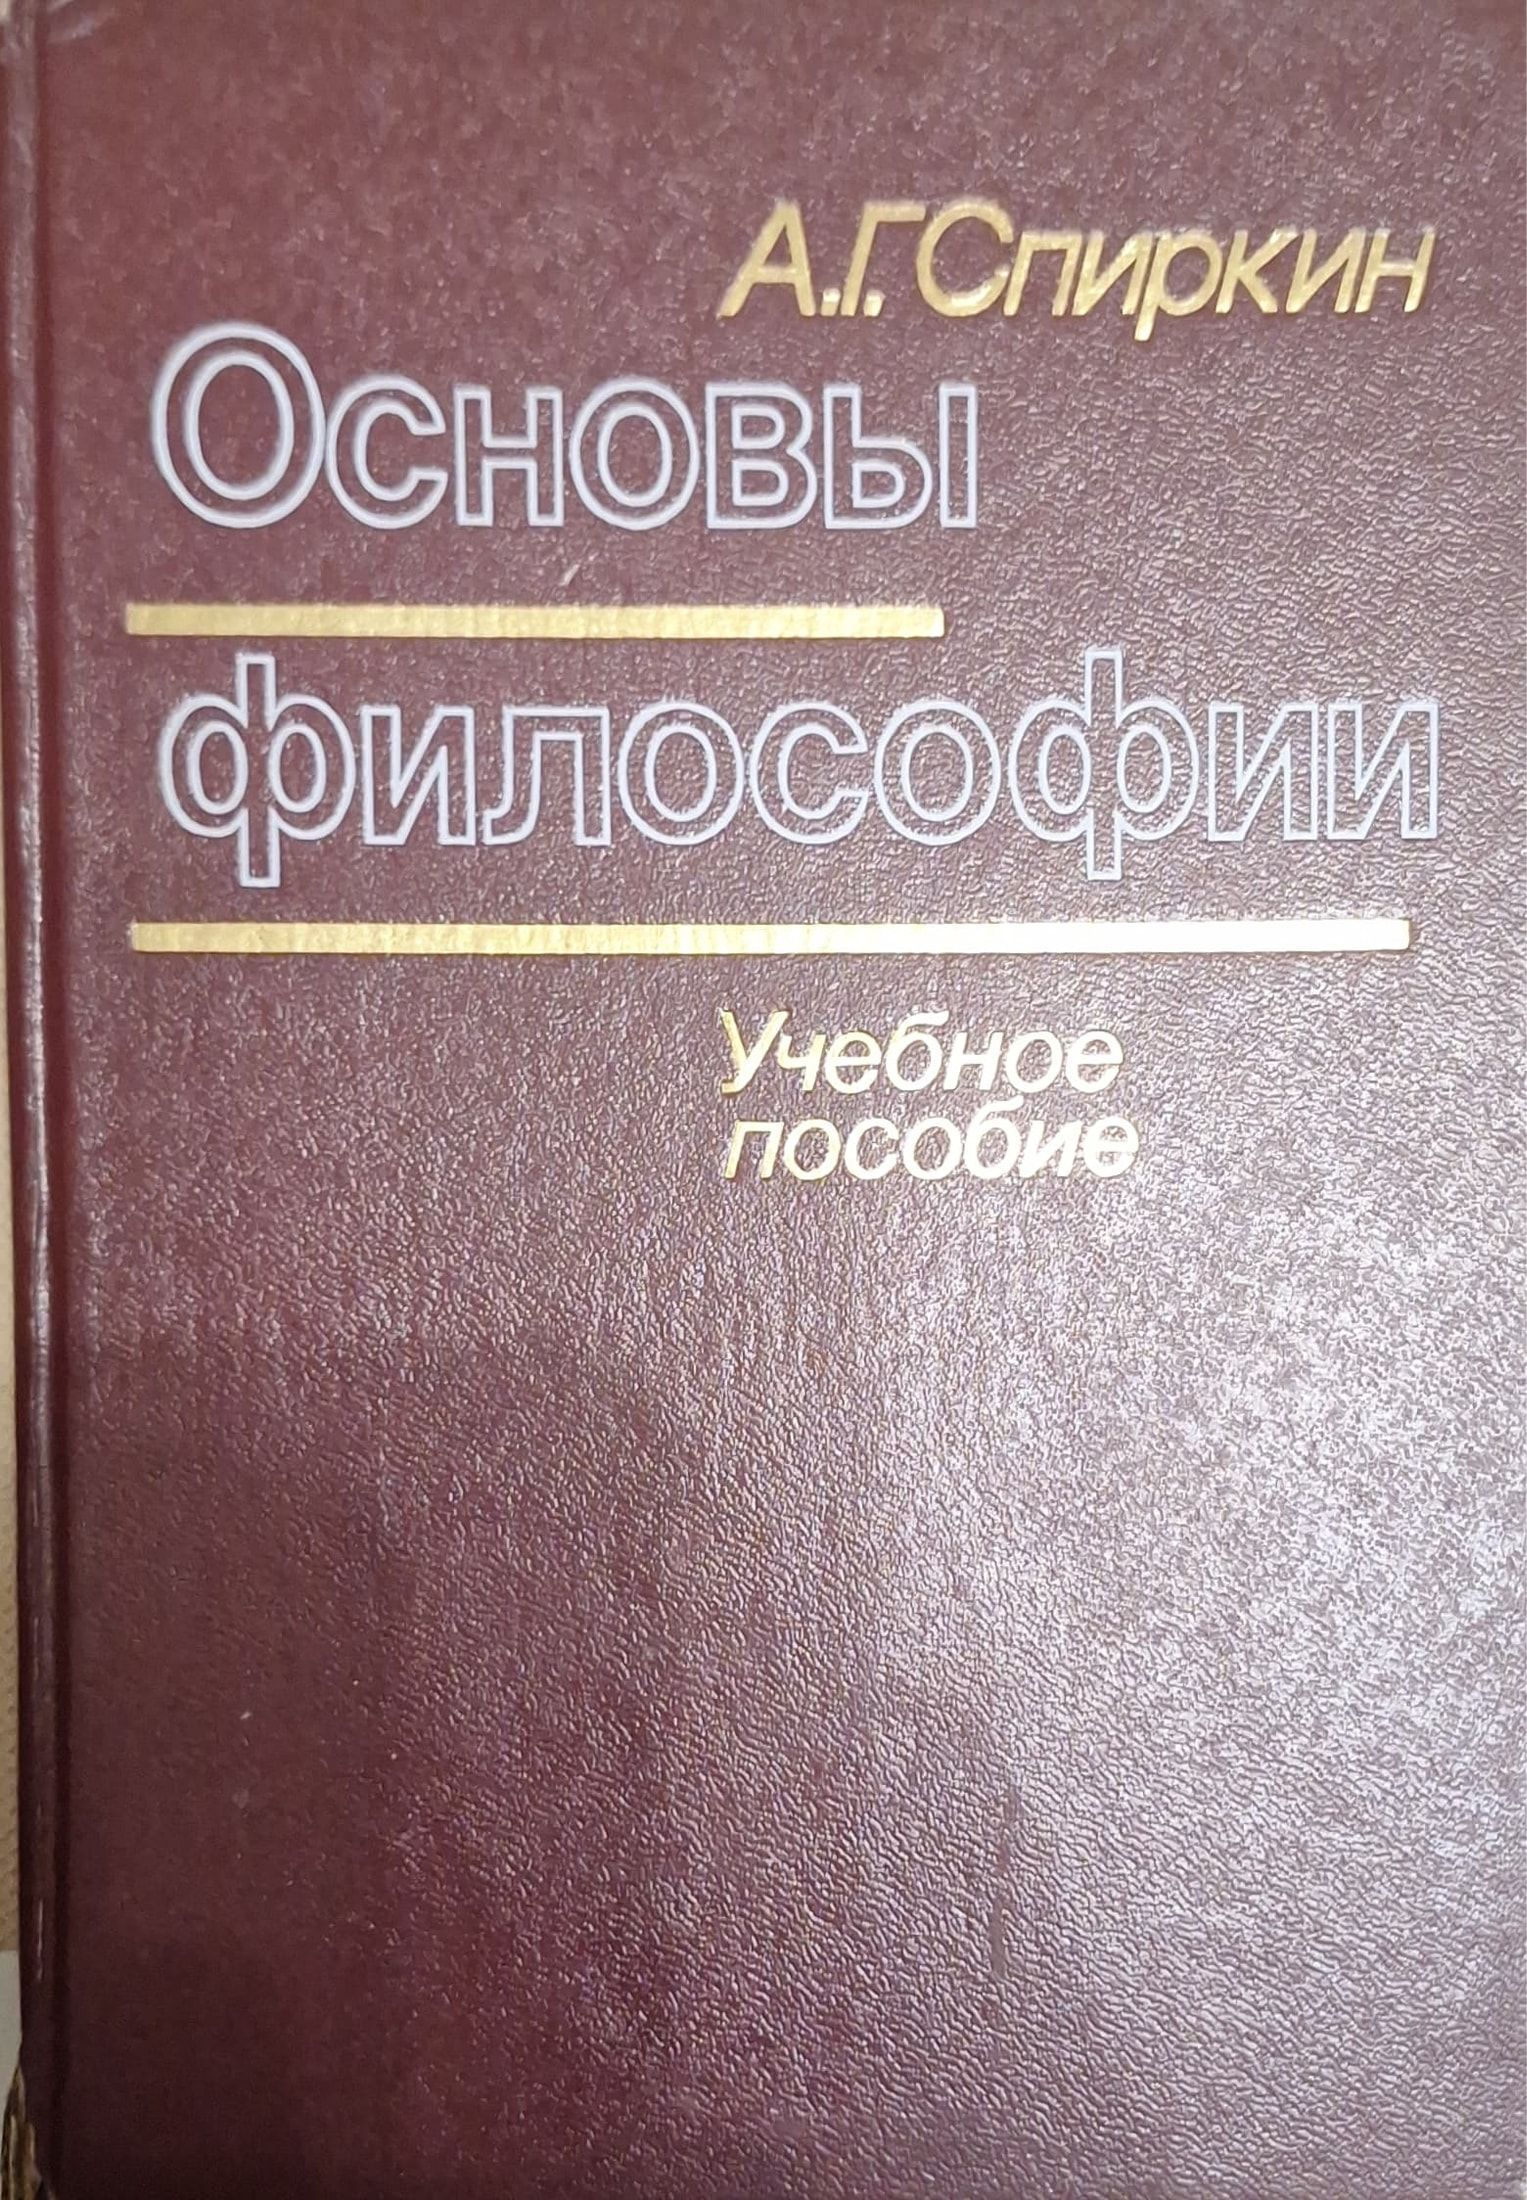 А.Г. Спиркин
Основы
философии
Учебное
пособие